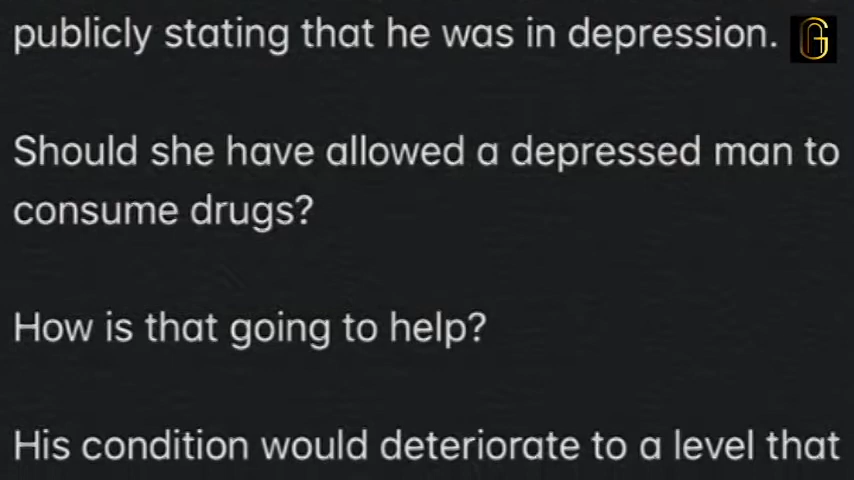 publicly stating that he was in depression.
Should she have allowed a depressed man to
consume drugs?
How is that going to help?
His condition would deteriorate to a level that